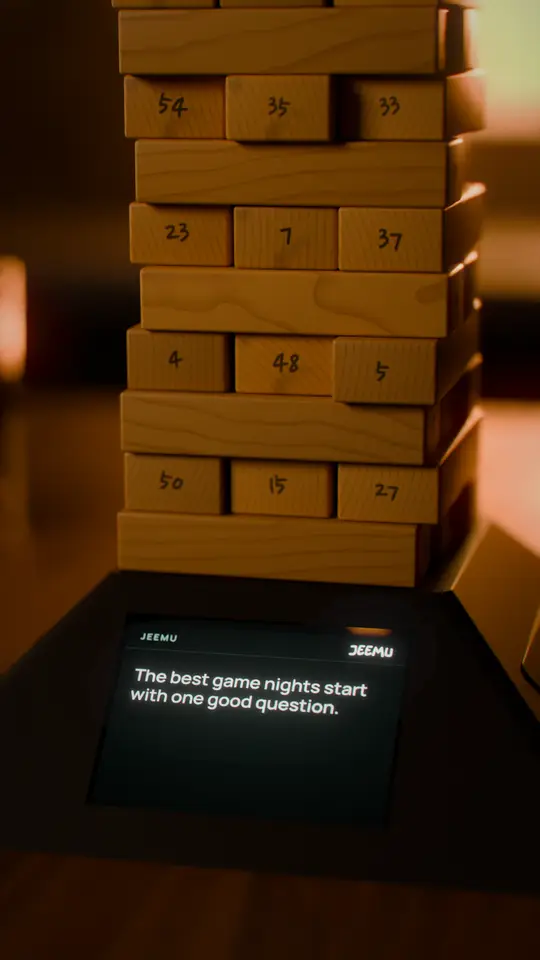 54 35 33
23 7 37
4 48 5
50 15 27
JEEMU JEEMU
The best game nights start
with one good question.